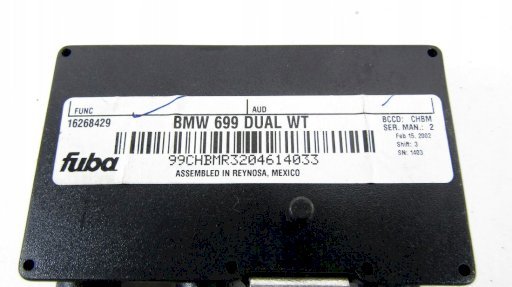 FUNC AUD
16268429 BMW 699 DUAL WT BCCD: CHBM
SER. MAN.: 2
Feb 15, 2002
Shift: 3
SN: 1403
fuba 99CHBMR3204614033
ASSEMBLED IN REYNOSA, MEXICO